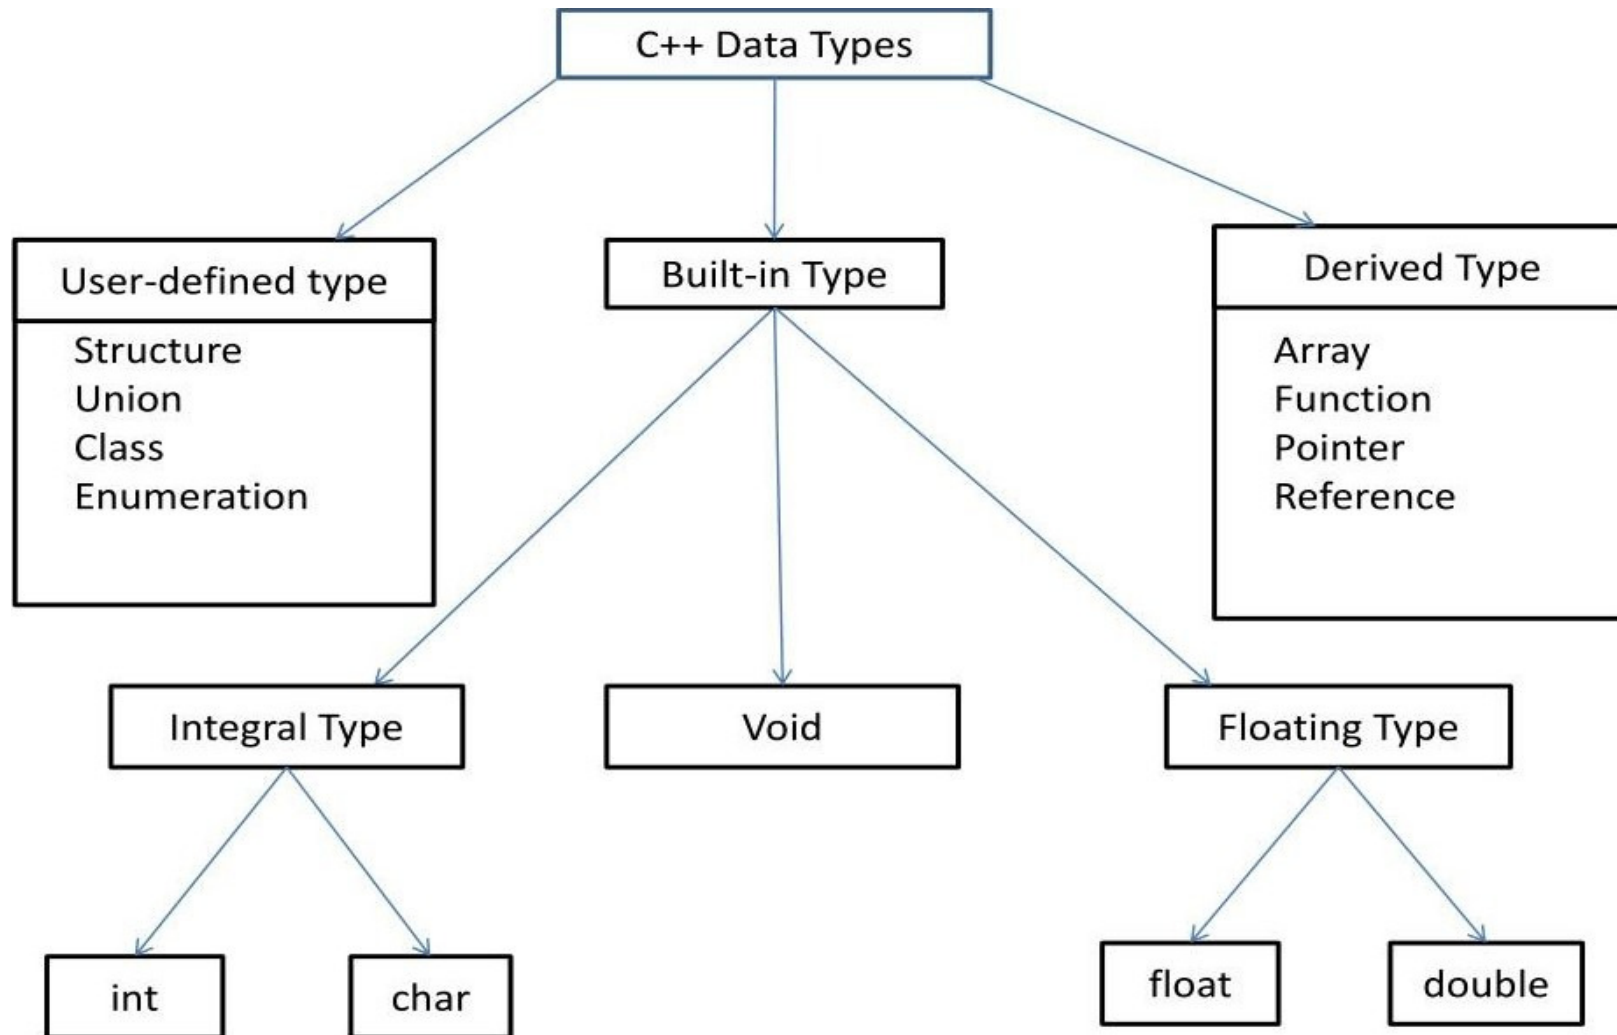 C++ Data Types
User-defined type
Structure
Union
Class
Enumeration
Built-in Type
Derived Type
Array
Function
Pointer
Reference
Integral Type
Void
Floating Type
int
char
float
double